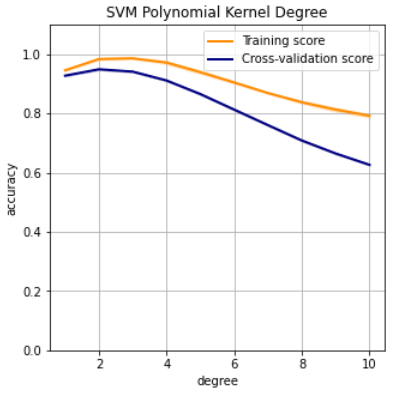 SVM Polynomial Kernel Degree
Training score
Cross-validation score
accuracy
1.0
0.8
0.6
0.4
0.2
0.0
2 4 6 8 10
degree